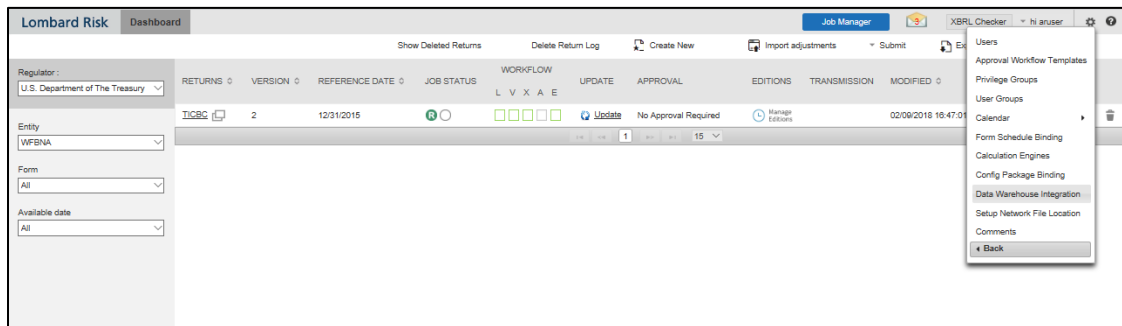 Lombard Risk Dashboard Job Manager 3 XBRL Checker hi aruser
Show Deleted Returns Delete Return Log Create New Import adjustments Submit
Regulator :
U.S. Department of The Treasury
Entity
WFBNA
Form
All
Available date
All
RETURNS VERSION REFERENCE DATE JOB STATUS WORKFLOW UPDATE APPROVAL EDITIONS TRANSMISSION MODIFIED
L V X A E
TICBC 2 12/31/2015 R Update No Approval Required Manage Editions 02/09/2018 16:47:01
1 15
Users
Approval Workflow Templates
Privilege Groups
User Groups
Calendar
Form Schedule Binding
Calculation Engines
Config Package Binding
Data Warehouse Integration
Setup Network File Location
Comments
Back